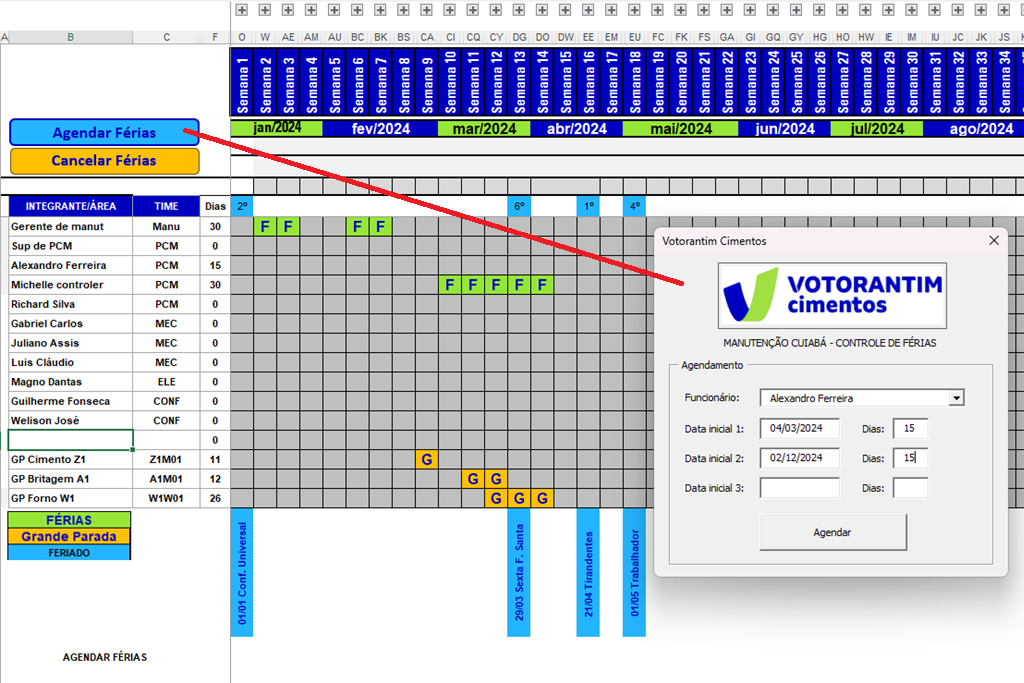 A B C F O W AE AM AU BC BK BS CA CI CQ CY DG DO DW EE EM EU FC FK FS GA GI GQ GY HG HO HW IE IM IU JC JK JS
Semana 1 Semana 2 Semana 3 Semana 4 Semana 5 Semana 6 Semana 7 Semana 8 Semana 9 Semana 10 Semana 11 Semana 12 Semana 13 Semana 14 Semana 15 Semana 16 Semana 17 Semana 18 Semana 19 Semana 20 Semana 21 Semana 22 Semana 23 Semana 24 Semana 25 Semana 26 Semana 27 Semana 28 Semana 29 Semana 30 Semana 31 Semana 32 Semana 33 Semana 34
jan/2024 fev/2024 mar/2024 abr/2024 mai/2024 jun/2024 jul/2024 ago/2024
Agendar Férias
Cancelar Férias
INTEGRANTE/ÁREA TIME Dias 2º 6º 1º 4º
Gerente de manut Manu 30 F F F F
Sup de PCM PCM 0
Alexandro Ferreira PCM 15
Michelle controler PCM 30 F F F F F
Richard Silva PCM 0
Gabriel Carlos MEC 0
Juliano Assis MEC 0
Luis Cláudio MEC 0
Magno Dantas ELE 0
Guilherme Fonseca CONF 0
Welison José CONF 0
0
GP Cimento Z1 Z1M01 11 G
GP Britagem A1 A1M01 12 G G
GP Forno W1 W1W01 26 G G G
FÉRIAS
Grande Parada
FERIADO
01/01 Conf. Universal
29/03 Sexta F. Santa
21/04 Tirandentes
01/05 Trabalhador
AGENDAR FÉRIAS
Votorantim Cimentos
VOTORANTIM
cimentos
MANUTENÇÃO CUIABÁ - CONTROLE DE FÉRIAS
Agendamento
Funcionário: Alexandro Ferreira
Data inicial 1: 04/03/2024 Dias: 15
Data inicial 2: 02/12/2024 Dias: 15
Data inicial 3: Dias:
Agendar